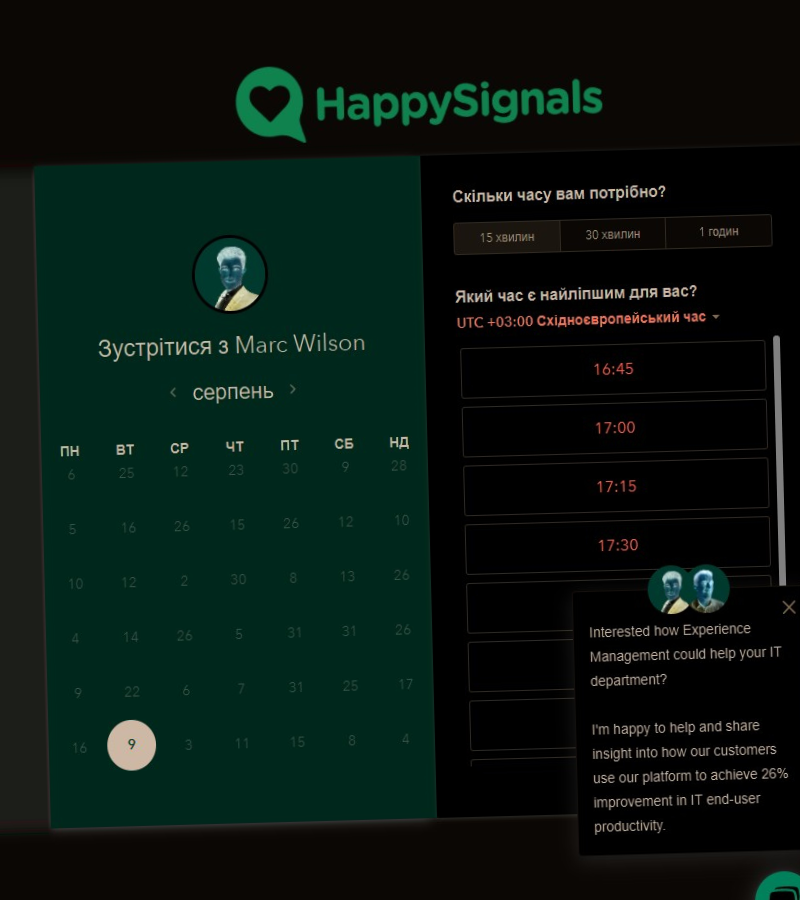 HappySignals
Зустрітися з Marc Wilson
серпень
ПН ВТ СР ЧТ ПТ СБ НД
6 25 12 23 30 9 28
5 16 26 15 26 12 10
10 12 2 30 8 13 26
4 14 26 5 31 31 26
9 22 6 7 31 25 17
16 9 3 11 15 8 4
Скільки часу вам потрібно?
15 хвилин 30 хвилин 1 годин
Який час є найліпшим для вас?
UTC +03:00 Східноєвропейський час
16:45
17:00
17:15
17:30
Interested how Experience
Management could help your IT
department?
I'm happy to help and share
insight into how our customers
use our platform to achieve 26%
improvement in IT end-user
productivity.